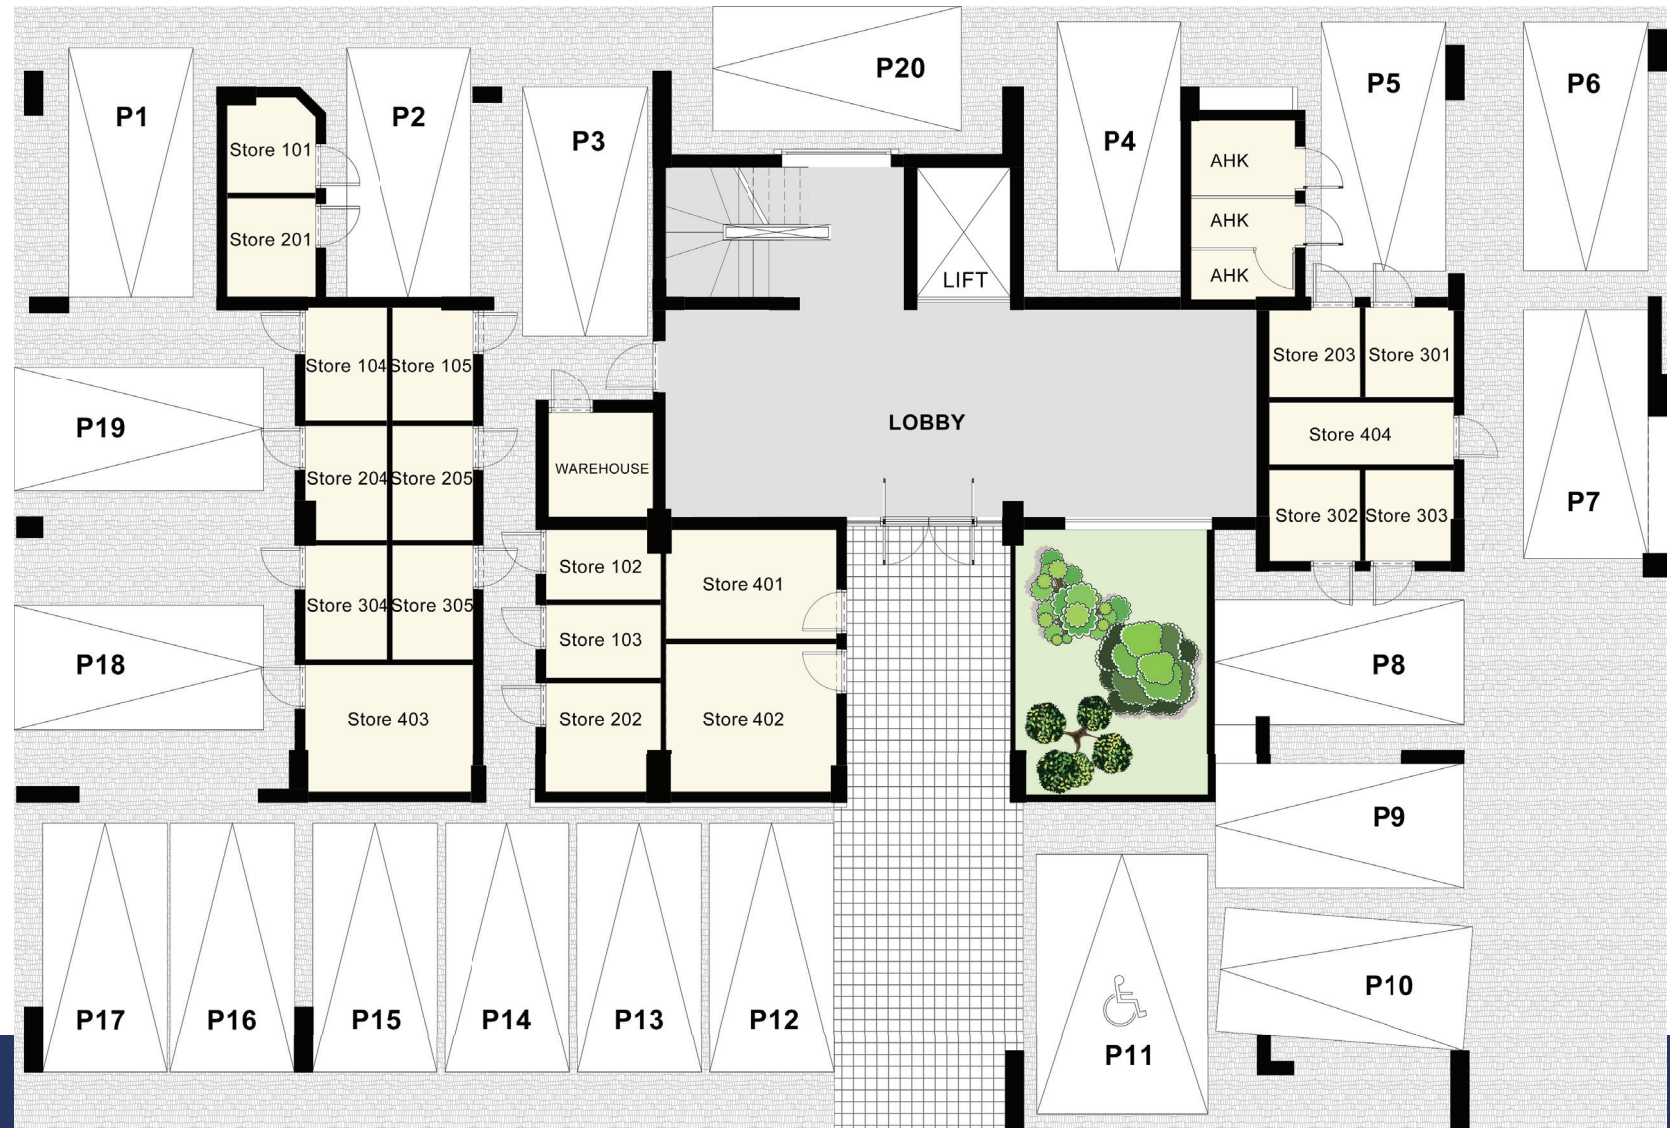 P20
P1
P2
P3
P4
P5
P6
Store 101
Store 201
AHK
AHK
AHK
LIFT
Store 104
Store 105
Store 203
Store 301
P19
LOBBY
Store 404
WAREHOUSE
Store 204
Store 205
P7
Store 302
Store 303
Store 102
Store 401
Store 304
Store 305
Store 103
P18
P8
Store 403
Store 202
Store 402
P9
P10
P17
P16
P15
P14
P13
P12
P11